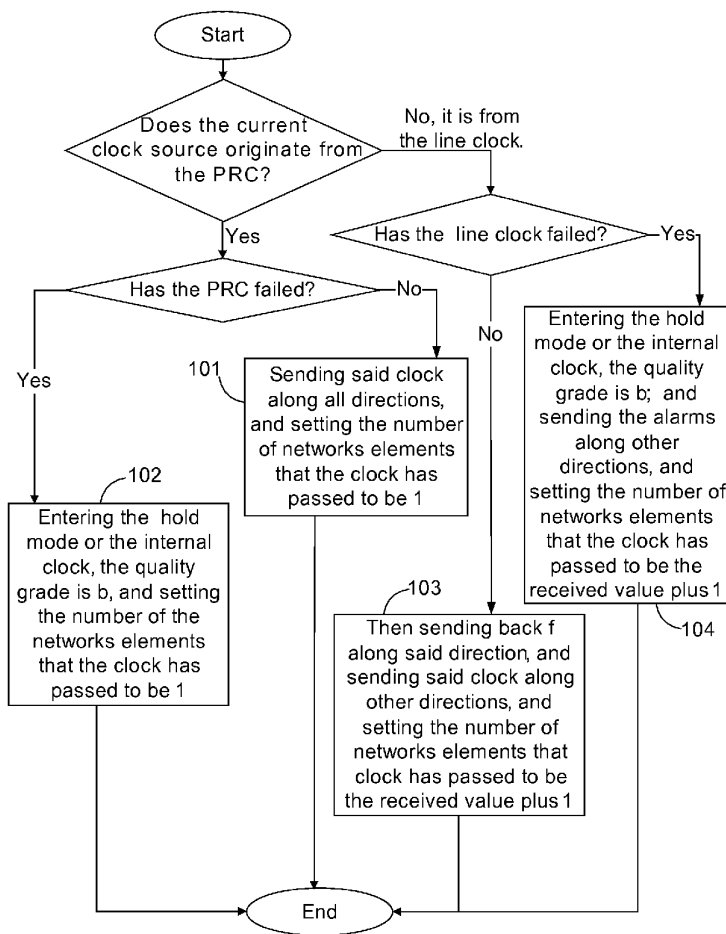 Start
Does the current
clock source originate from
the PRC?
No, it is from
the line clock.
Yes
Has the line clock failed?
Yes
Has the PRC failed?
No
No
Yes
101
Sending said clock
along all directions,
and setting the number
of networks elements
that the clock has
passed to be 1
Entering the hold
mode or the internal
clock, the quality
grade is b; and
sending the alarms
along other
directions, and
setting the number of
networks elements
that the clock has
passed to be the
received value plus 1
104
102
Entering the hold
mode or the internal
clock, the quality
grade is b, and setting
the number of the
networks elements
that the clock has
passed to be 1
103
Then sending back f
along said direction, and
sending said clock along
other directions, and
setting the number of
networks elements that
clock has passed to be
the received value plus 1
End